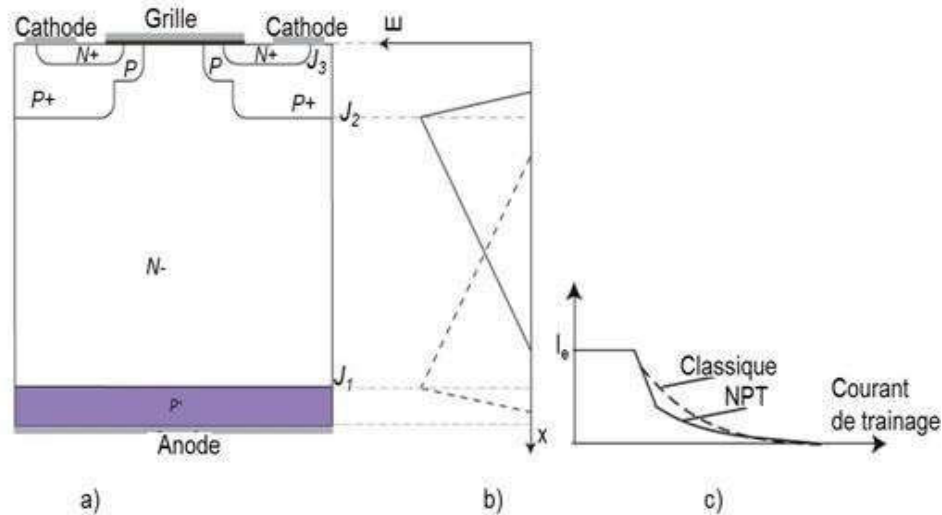 Cathode
Grille
Cathode
E
N+
P
P
N+
J3
P+
P+
J2
N-
J1
P+
Anode
x
Ie
Classique
NPT
Courant
de trainage
a)
b)
c)